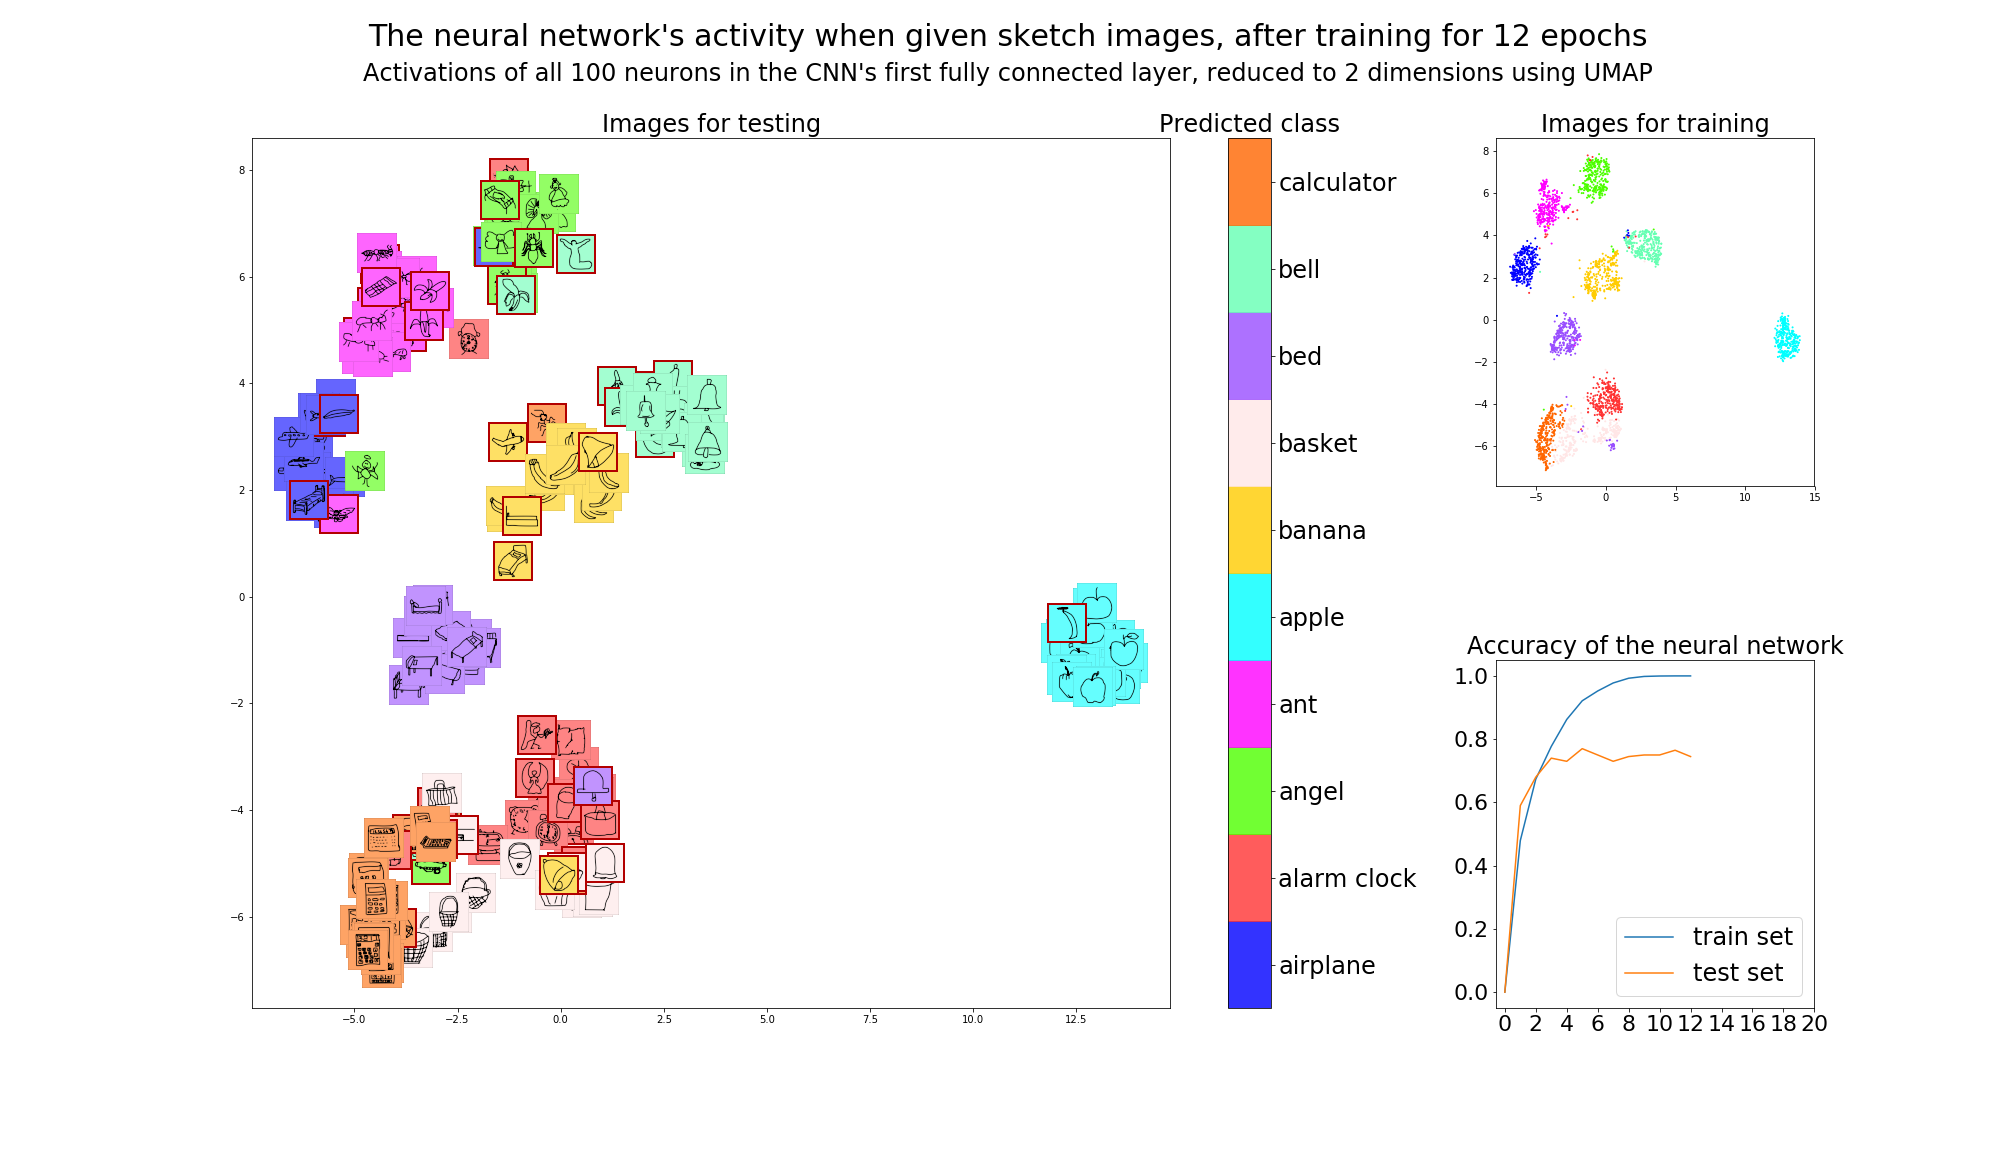 The neural network's activity when given sketch images, after training for 12 epochs
Activations of all 100 neurons in the CNN's first fully connected layer, reduced to 2 dimensions using UMAP
Images for testing
8
6
4
2
0
−2
−4
−6
−5.0 −2.5 0.0 2.5 5.0 7.5 10.0 12.5
Predicted class
calculator
bell
bed
basket
banana
apple
ant
angel
alarm clock
airplane
Images for training
8
6
4
2
0
−2
−4
−6
−5 0 5 10 15
Accuracy of the neural network
1.0
0.8
0.6
0.4
0.2
0.0
train set
test set
0 2 4 6 8 10 12 14 16 18 20